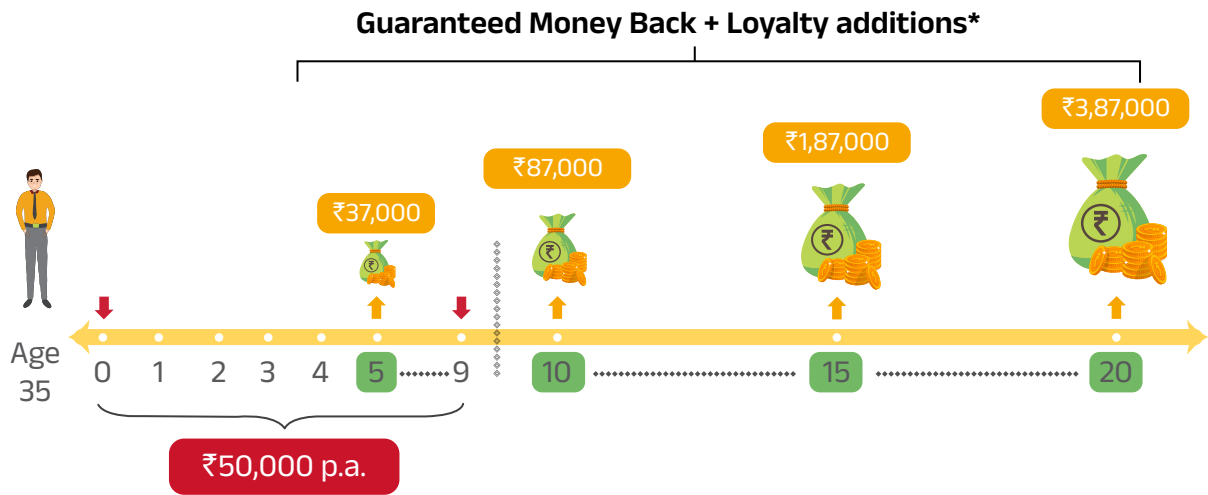 Guaranteed Money Back + Loyalty additions*
₹3,87,000
₹1,87,000
₹87,000
₹37,000
₹
₹
₹
₹
Age
35
0 1 2 3 4 5 9 10 15 20
₹50,000 p.a.